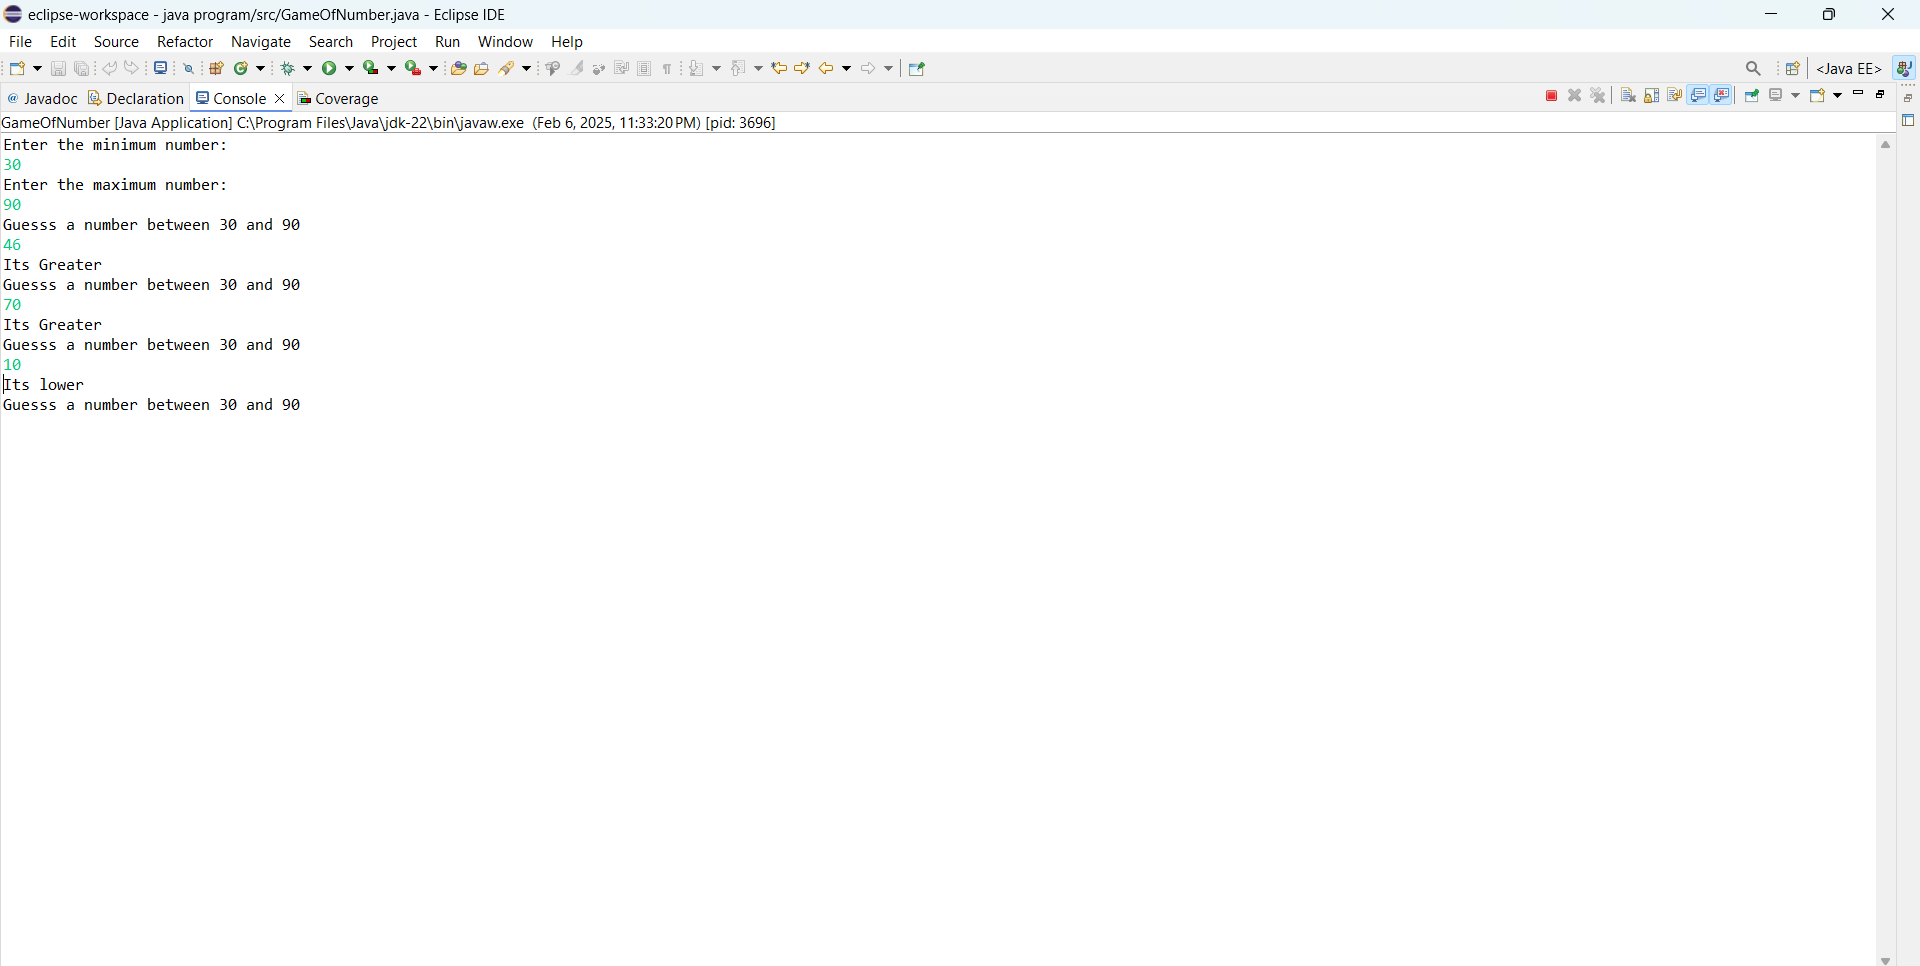 eclipse-workspace - java program/src/GameOfNumber.java - Eclipse IDE
File Edit Source Refactor Navigate Search Project Run Window Help
<Java EE>
@ Javadoc Declaration Console Coverage
GameOfNumber [Java Application] C:\Program Files\Java\jdk-22\bin\javaw.exe (Feb 6, 2025, 11:33:20 PM) [pid: 3696]
Enter the minimum number:
30
Enter the maximum number:
90
Guesss a number between 30 and 90
46
Its Greater
Guesss a number between 30 and 90
70
Its Greater
Guesss a number between 30 and 90
10
Its lower
Guesss a number between 30 and 90